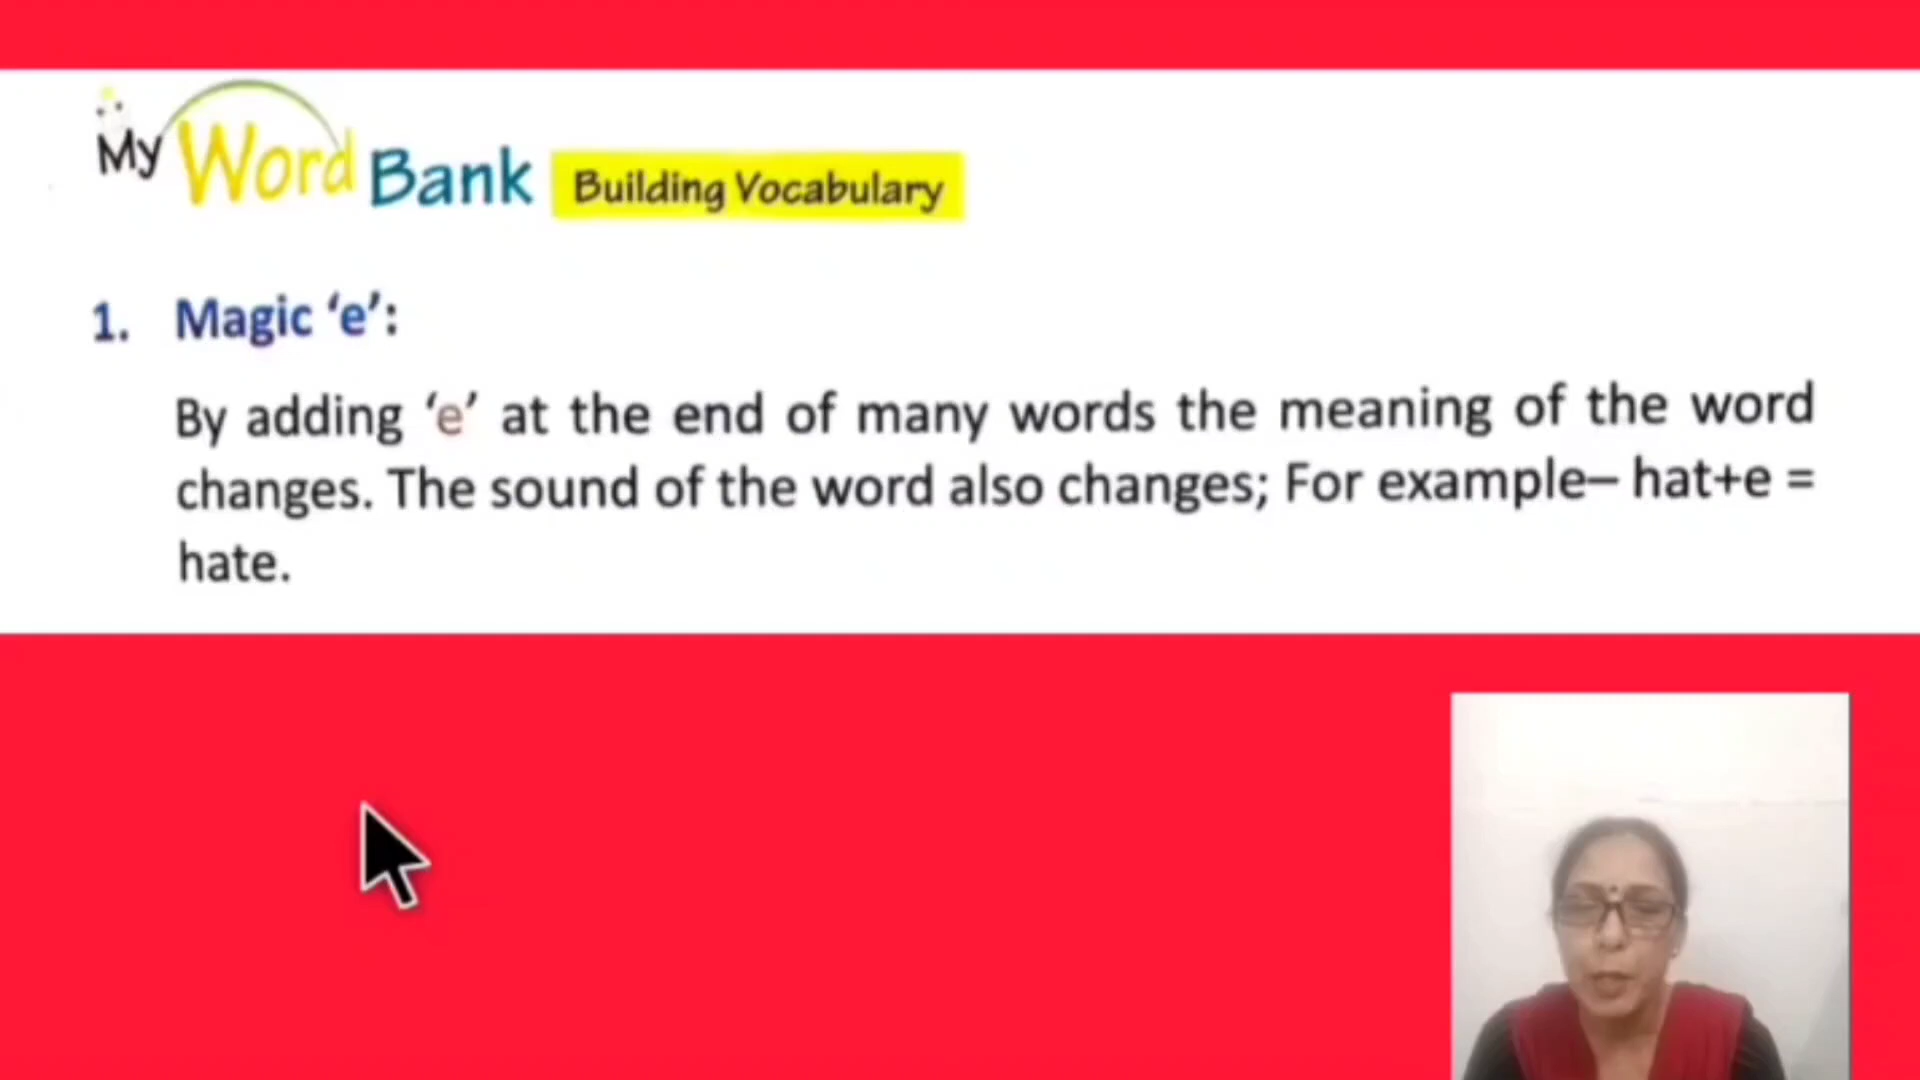 My Word Bank Building Vocabulary
1. Magic ‘e’:
By adding ‘e’ at the end of many words the meaning of the word
changes. The sound of the word also changes; For example– hat+e =
hate.